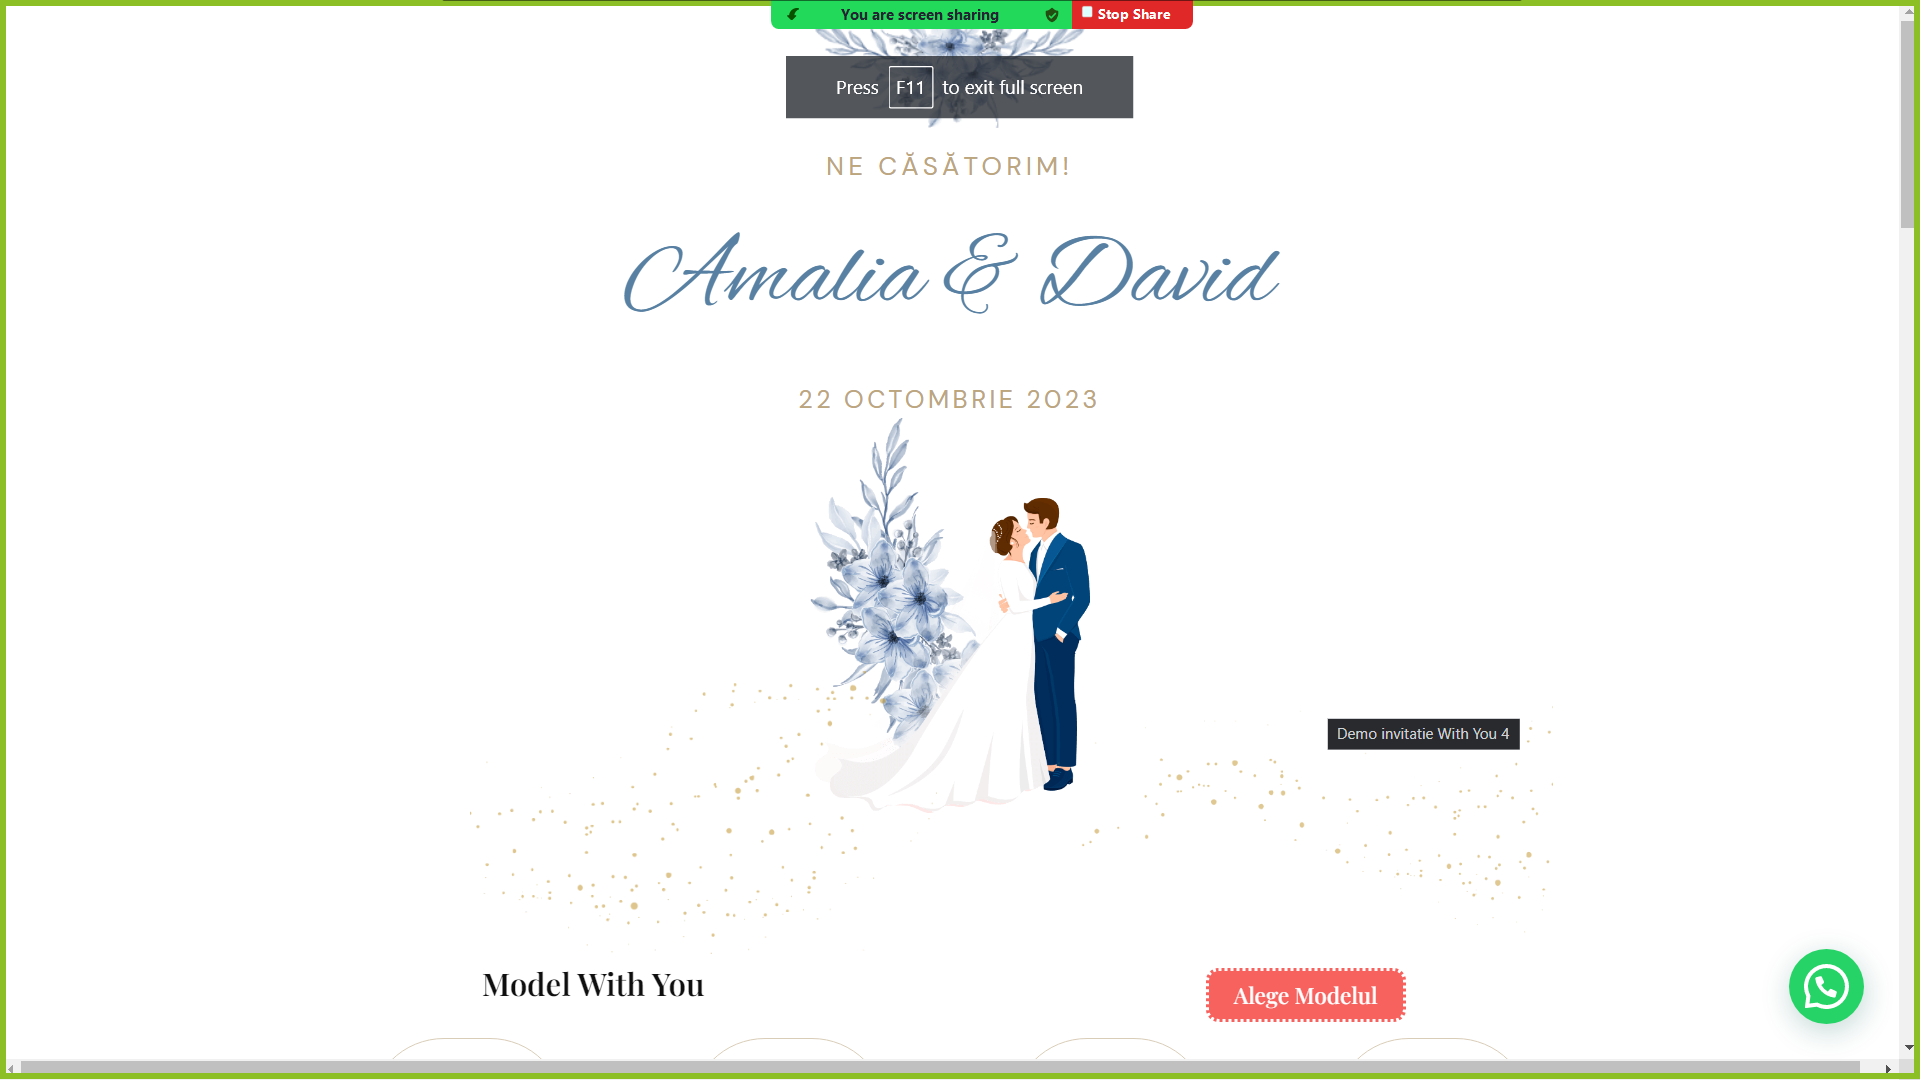 You are screen sharing
Stop Share
Press F11 to exit full screen
NE CĂSĂTORIM!
Amalia & David
22 OCTOMBRIE 2023
Demo invitatie With You 4
Model With You
Alege Modelul